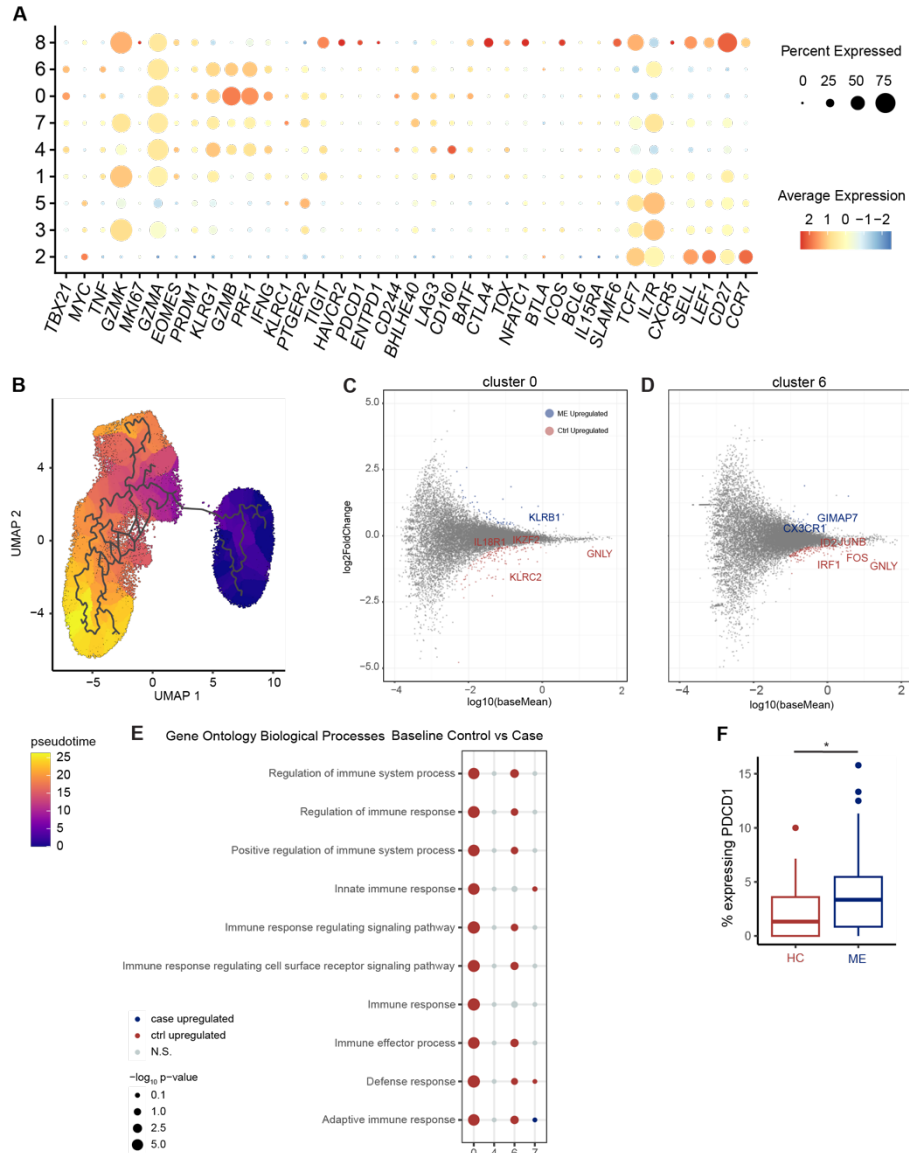 A
8
6
0
7
4
1
5
3
2
TBX21
MYC
TNF
GZMK
MKI67
GZMA
EOMES
PRDM1
KLRG1
GZMB
PRF1
IFNG
KLRC1
PTGER2
TIGIT
HAVCR2
PDCD1
ENTPD1
CD244
BHLHE40
LAG3
CD160
BATF
CTLA4
TOX
NFATC1
BTLA
ICOS
BCL6
IL15RA
SLAMF6
TCF7
IL7R
CXCR5
SELL
LEF1
CD27
CCR7
Percent Expressed
0 25 50 75
Average Expression
2 1 0 −1 −2
B
UMAP 2
4
0
−4
−5 0 5 10
UMAP 1
pseudotime
25
20
15
10
5
0
C
cluster 0
log2FoldChange
5.0
2.5
0.0
−2.5
−5.0
ME Upregulated
Ctrl Upregulated
KLRB1
IL18R1
IKZF2
GNLY
KLRC2
−4 −2 0 2
log10(baseMean)
D
cluster 6
GIMAP7
CX3CR1
JUNB
FOS
IRF1
GNLY
−4 −2 0 2
log10(baseMean)
E
Gene Ontology Biological Processes Baseline Control vs Case
Regulation of immune system process
Regulation of immune response
Positive regulation of immune system process
Innate immune response
Immune response regulating signaling pathway
Immune response regulating cell surface receptor signaling pathway
Immune response
Immune effector process
Defense response
Adaptive immune response
0 4 6 7
case upregulated
ctrl upregulated
N.S.
−log10 p-value
0.1
1.0
2.5
5.0
F
*
% expressing PDCD1
15
10
5
0
HC ME